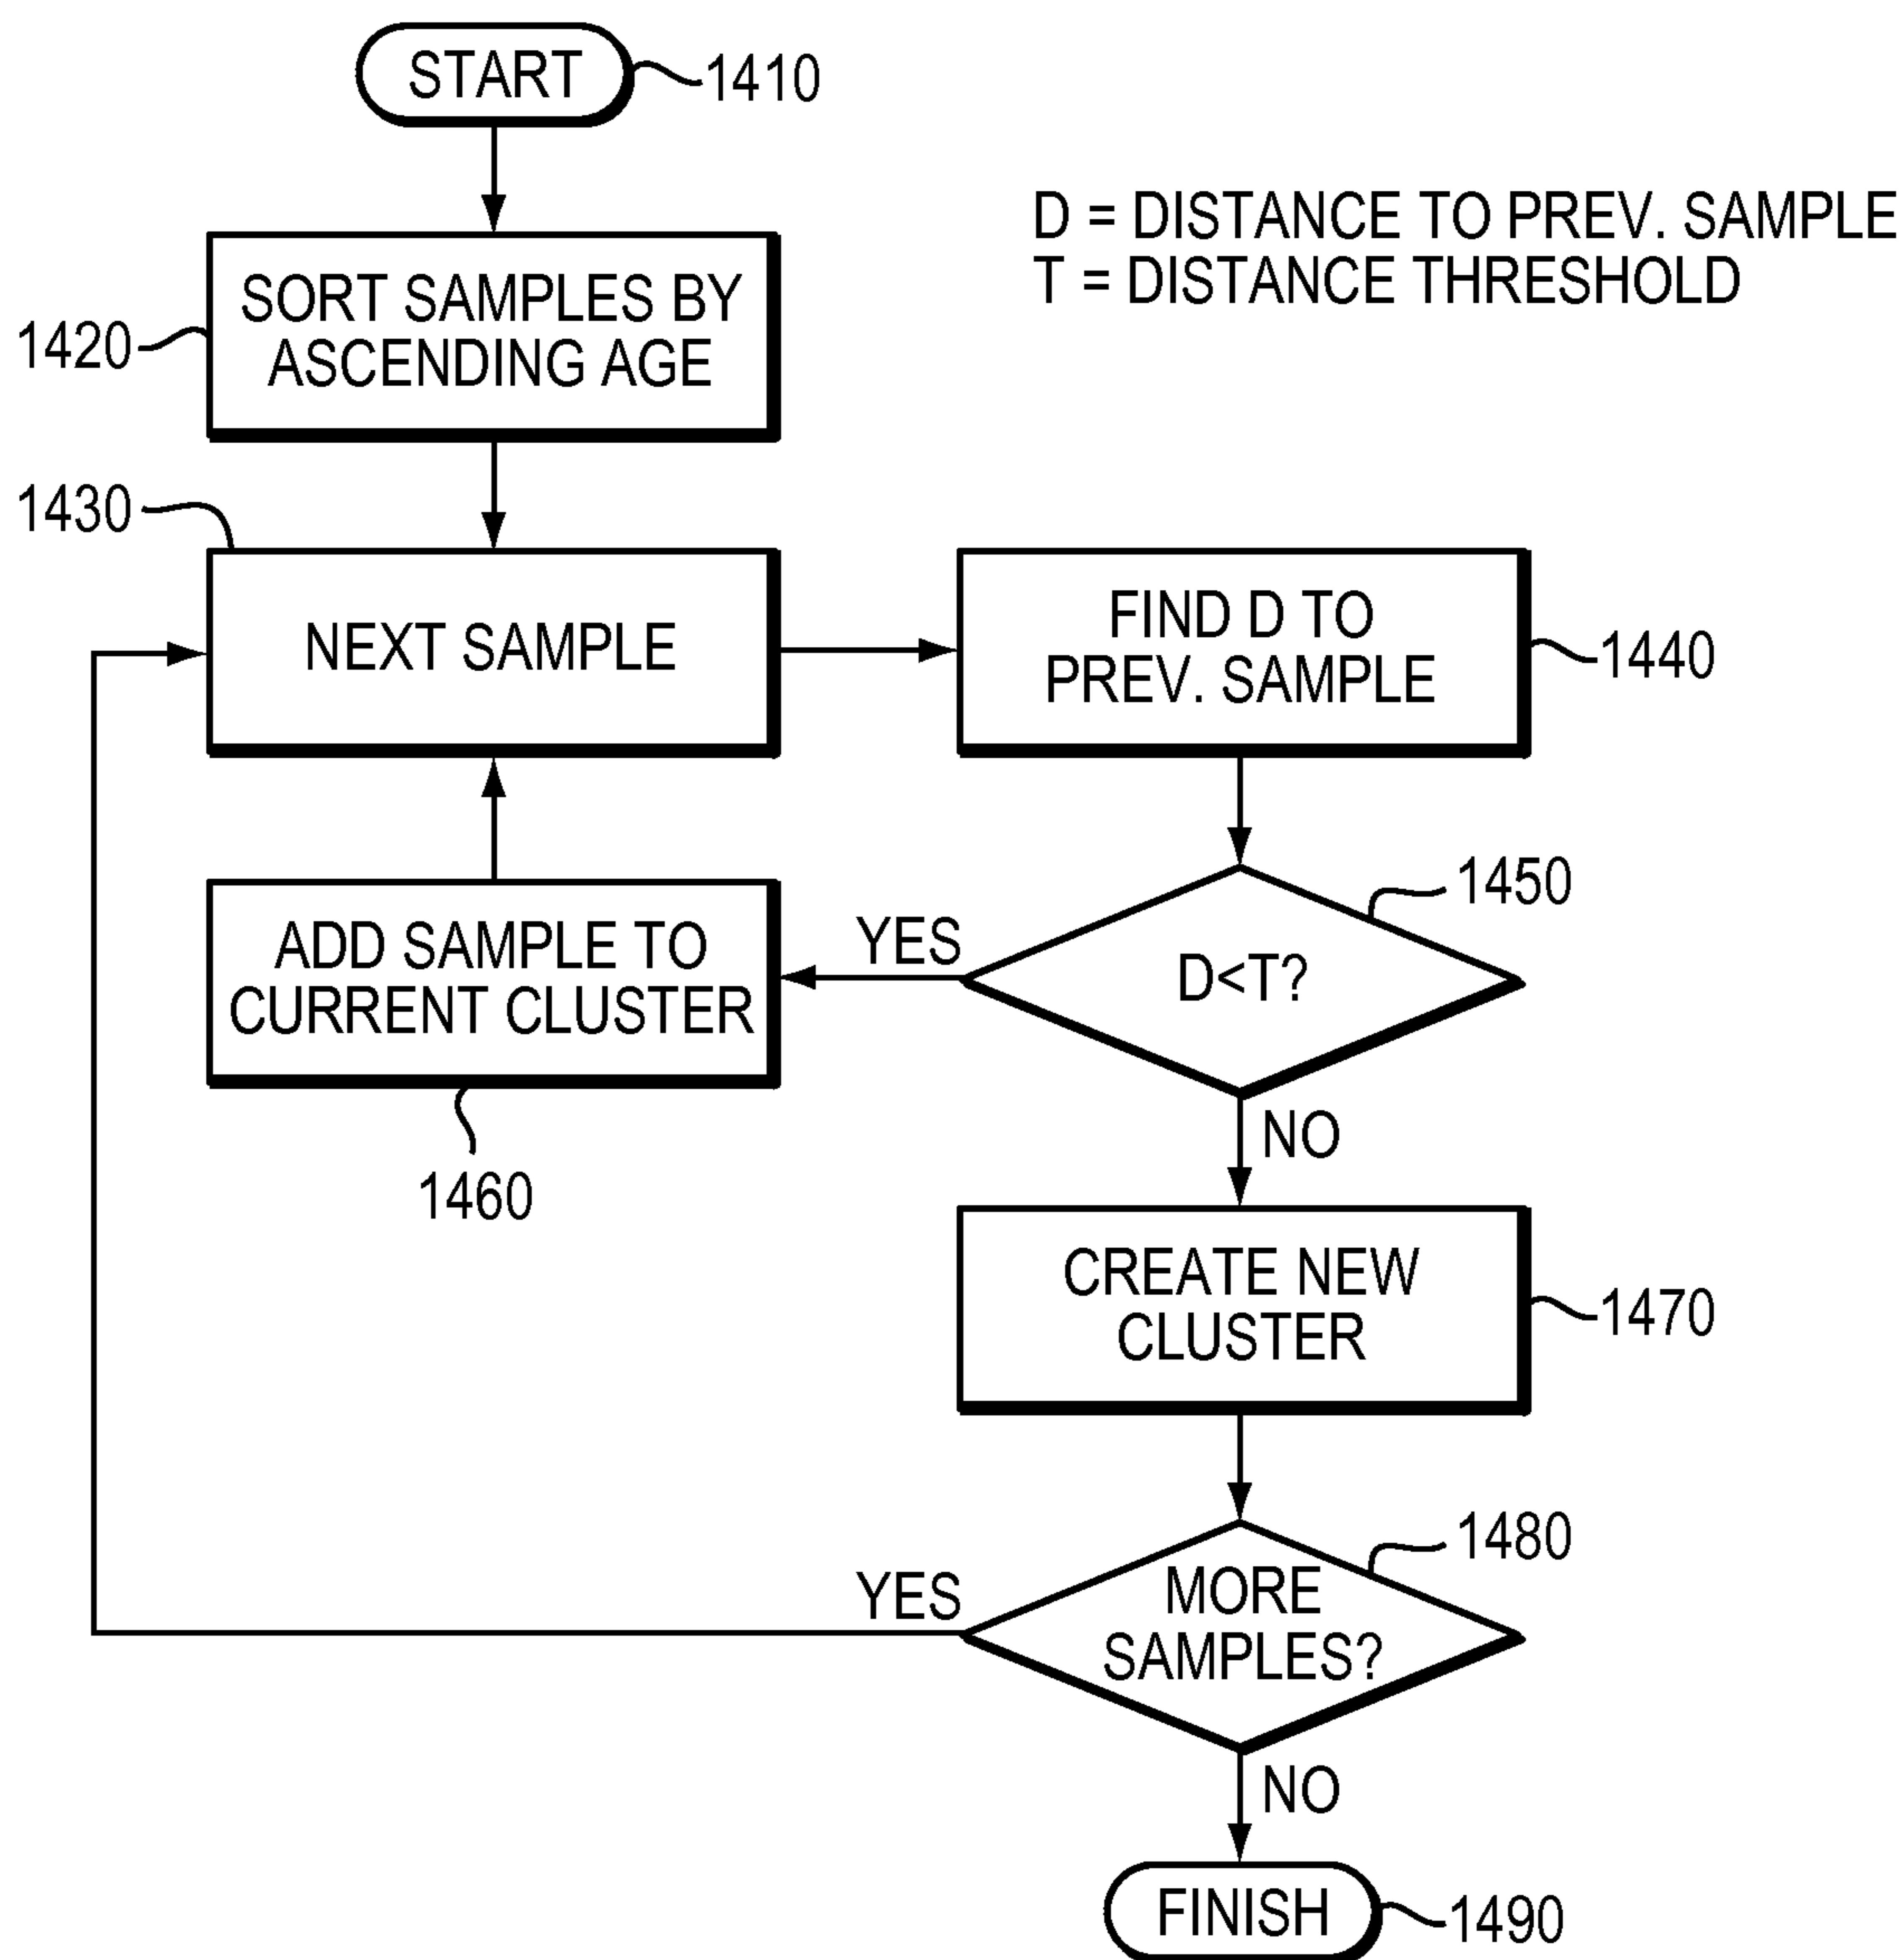 START
1410
D = DISTANCE TO PREV. SAMPLE
T = DISTANCE THRESHOLD
1420
SORT SAMPLES BY
ASCENDING AGE
1430
NEXT SAMPLE
FIND D TO
PREV. SAMPLE
1440
1450
D<T?
YES
ADD SAMPLE TO
CURRENT CLUSTER
1460
NO
CREATE NEW
CLUSTER
1470
1480
MORE
SAMPLES?
YES
NO
FINISH
1490